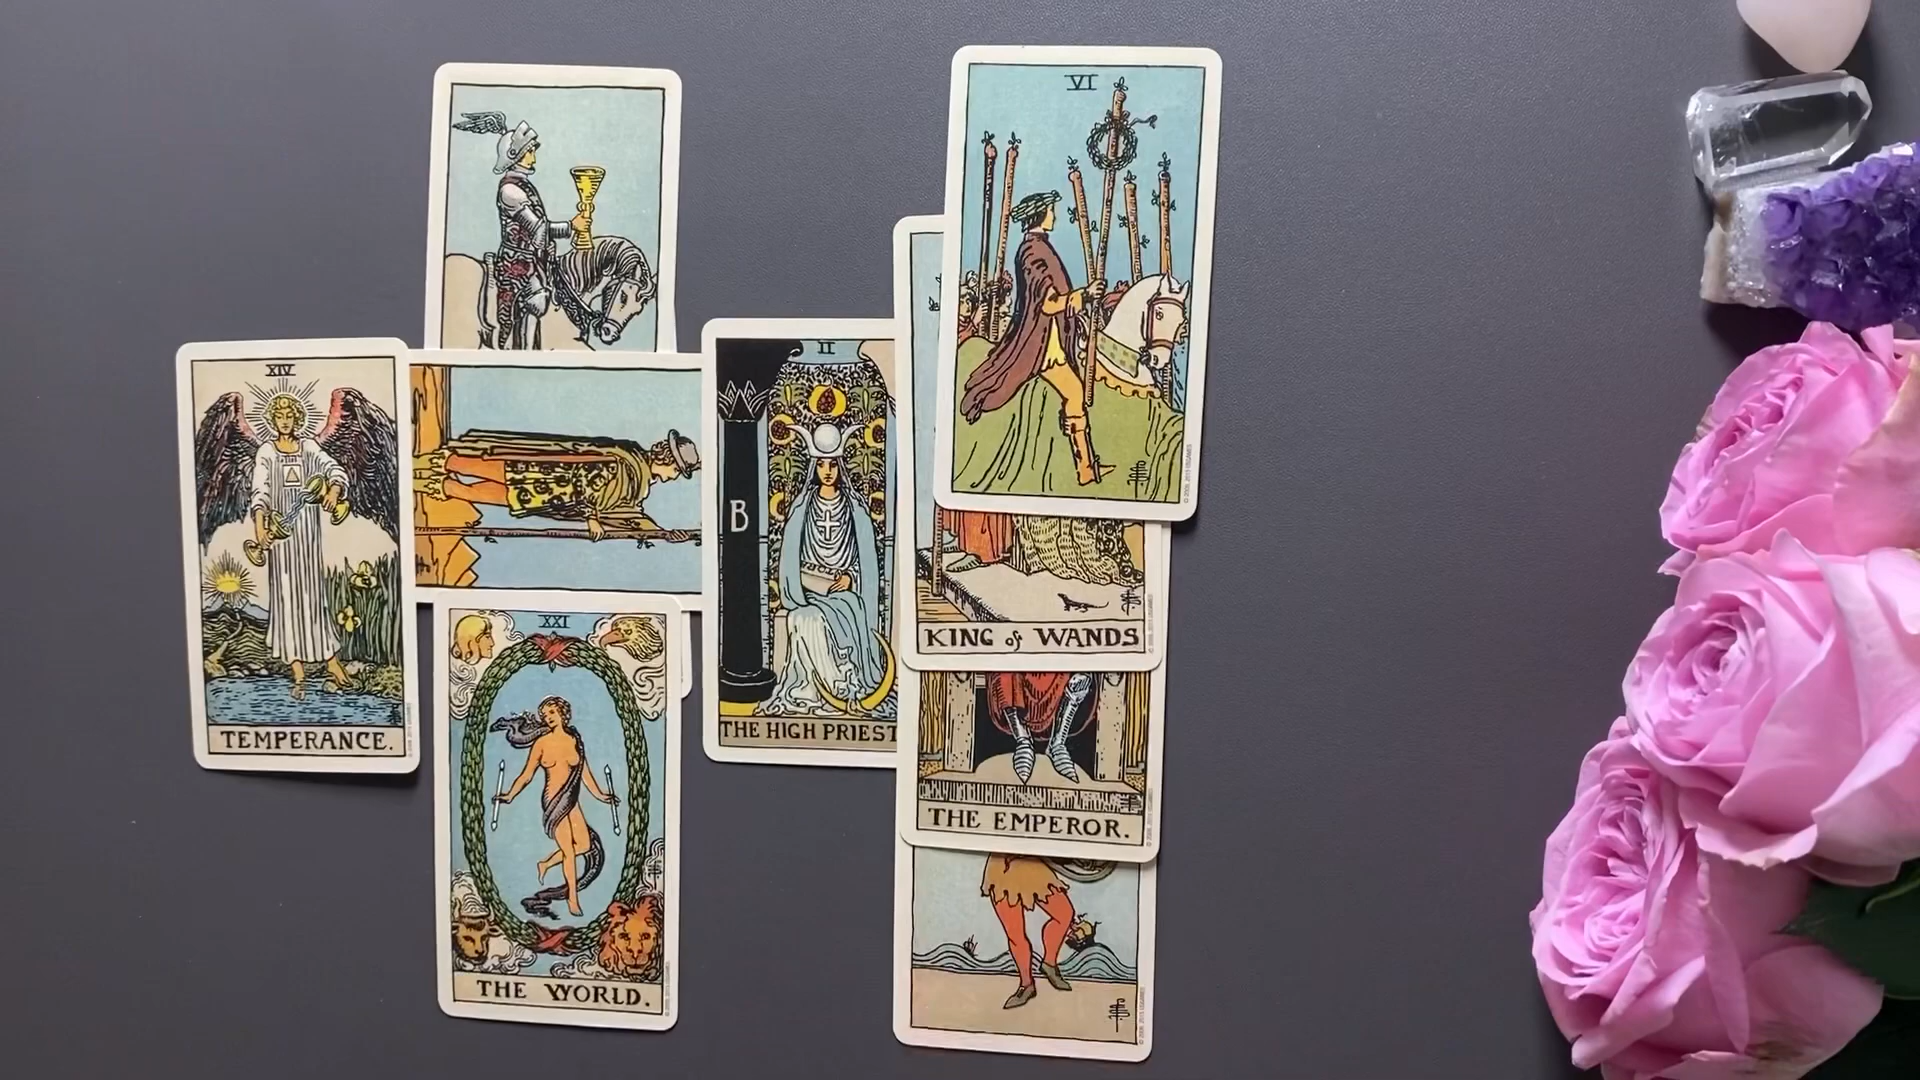 VI
XIV
TEMPERANCE.
XXI
THE WORLD.
II
B
THE HIGH PRIEST
KING of WANDS
THE EMPEROR.